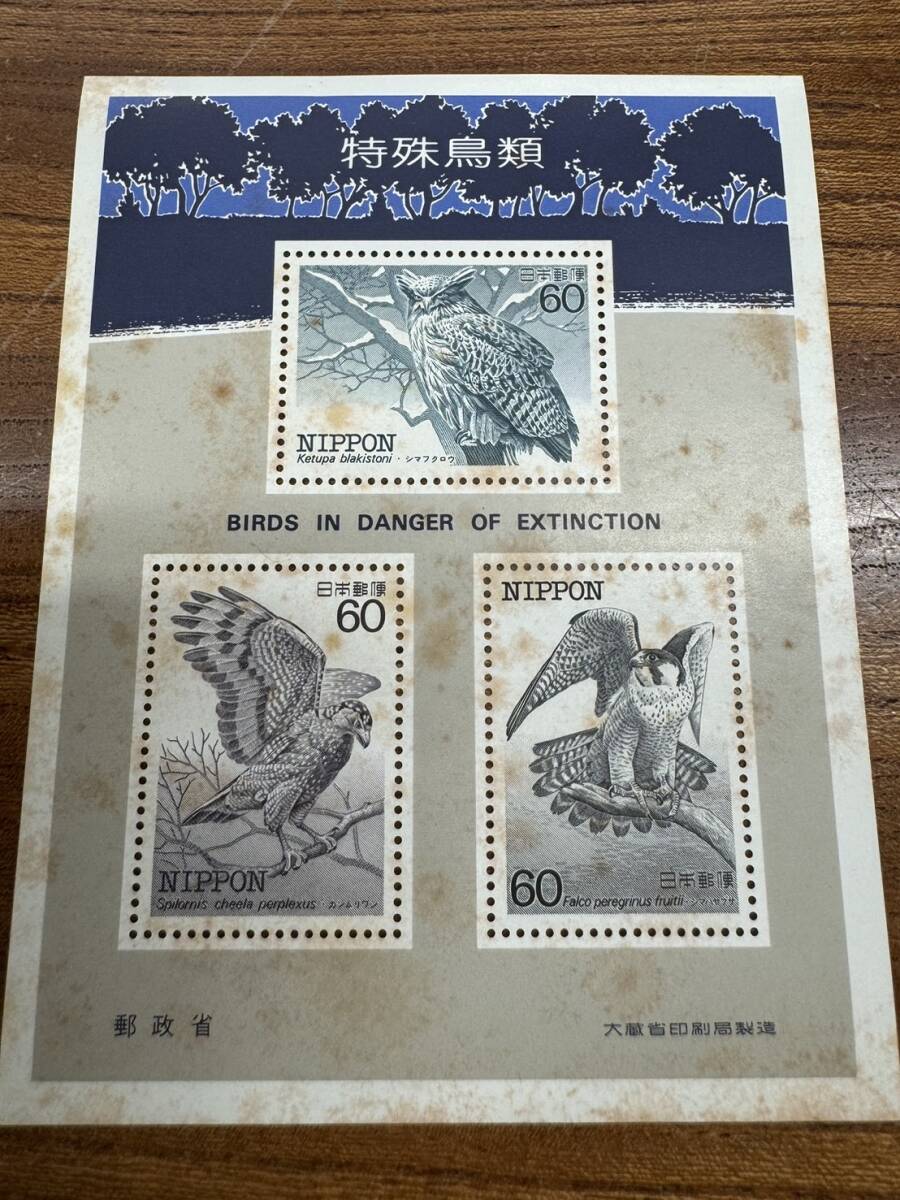 特殊鳥類
日本郵便
60
NIPPON
Ketupa blakistoni・シマフクロウ
BIRDS IN DANGER OF EXTINCTION
日本郵便
60
NIPPON
Spilornis cheela perplexus・カンムリワシ
NIPPON
60 日本郵便
Falco peregrinus fruitii・シマハヤブサ
郵政省
大蔵省印刷局製造